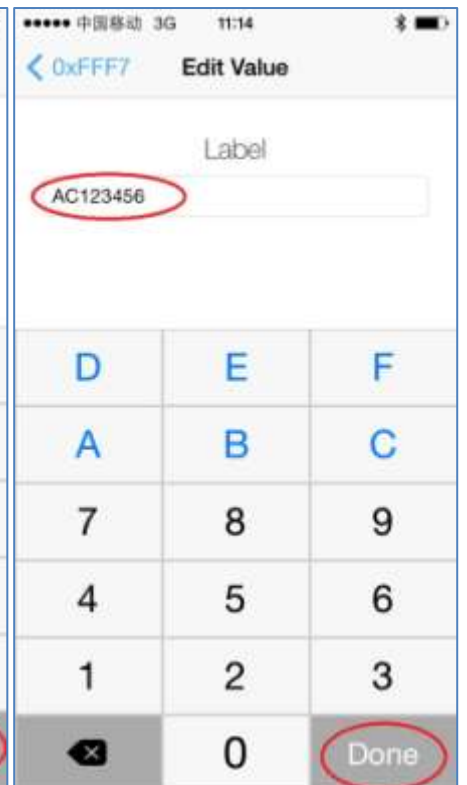 中国移动 3G 11:14
0xFFF7 Edit Value
Label
AC123456
D E F
A B C
7 8 9
4 5 6
1 2 3
0 Done